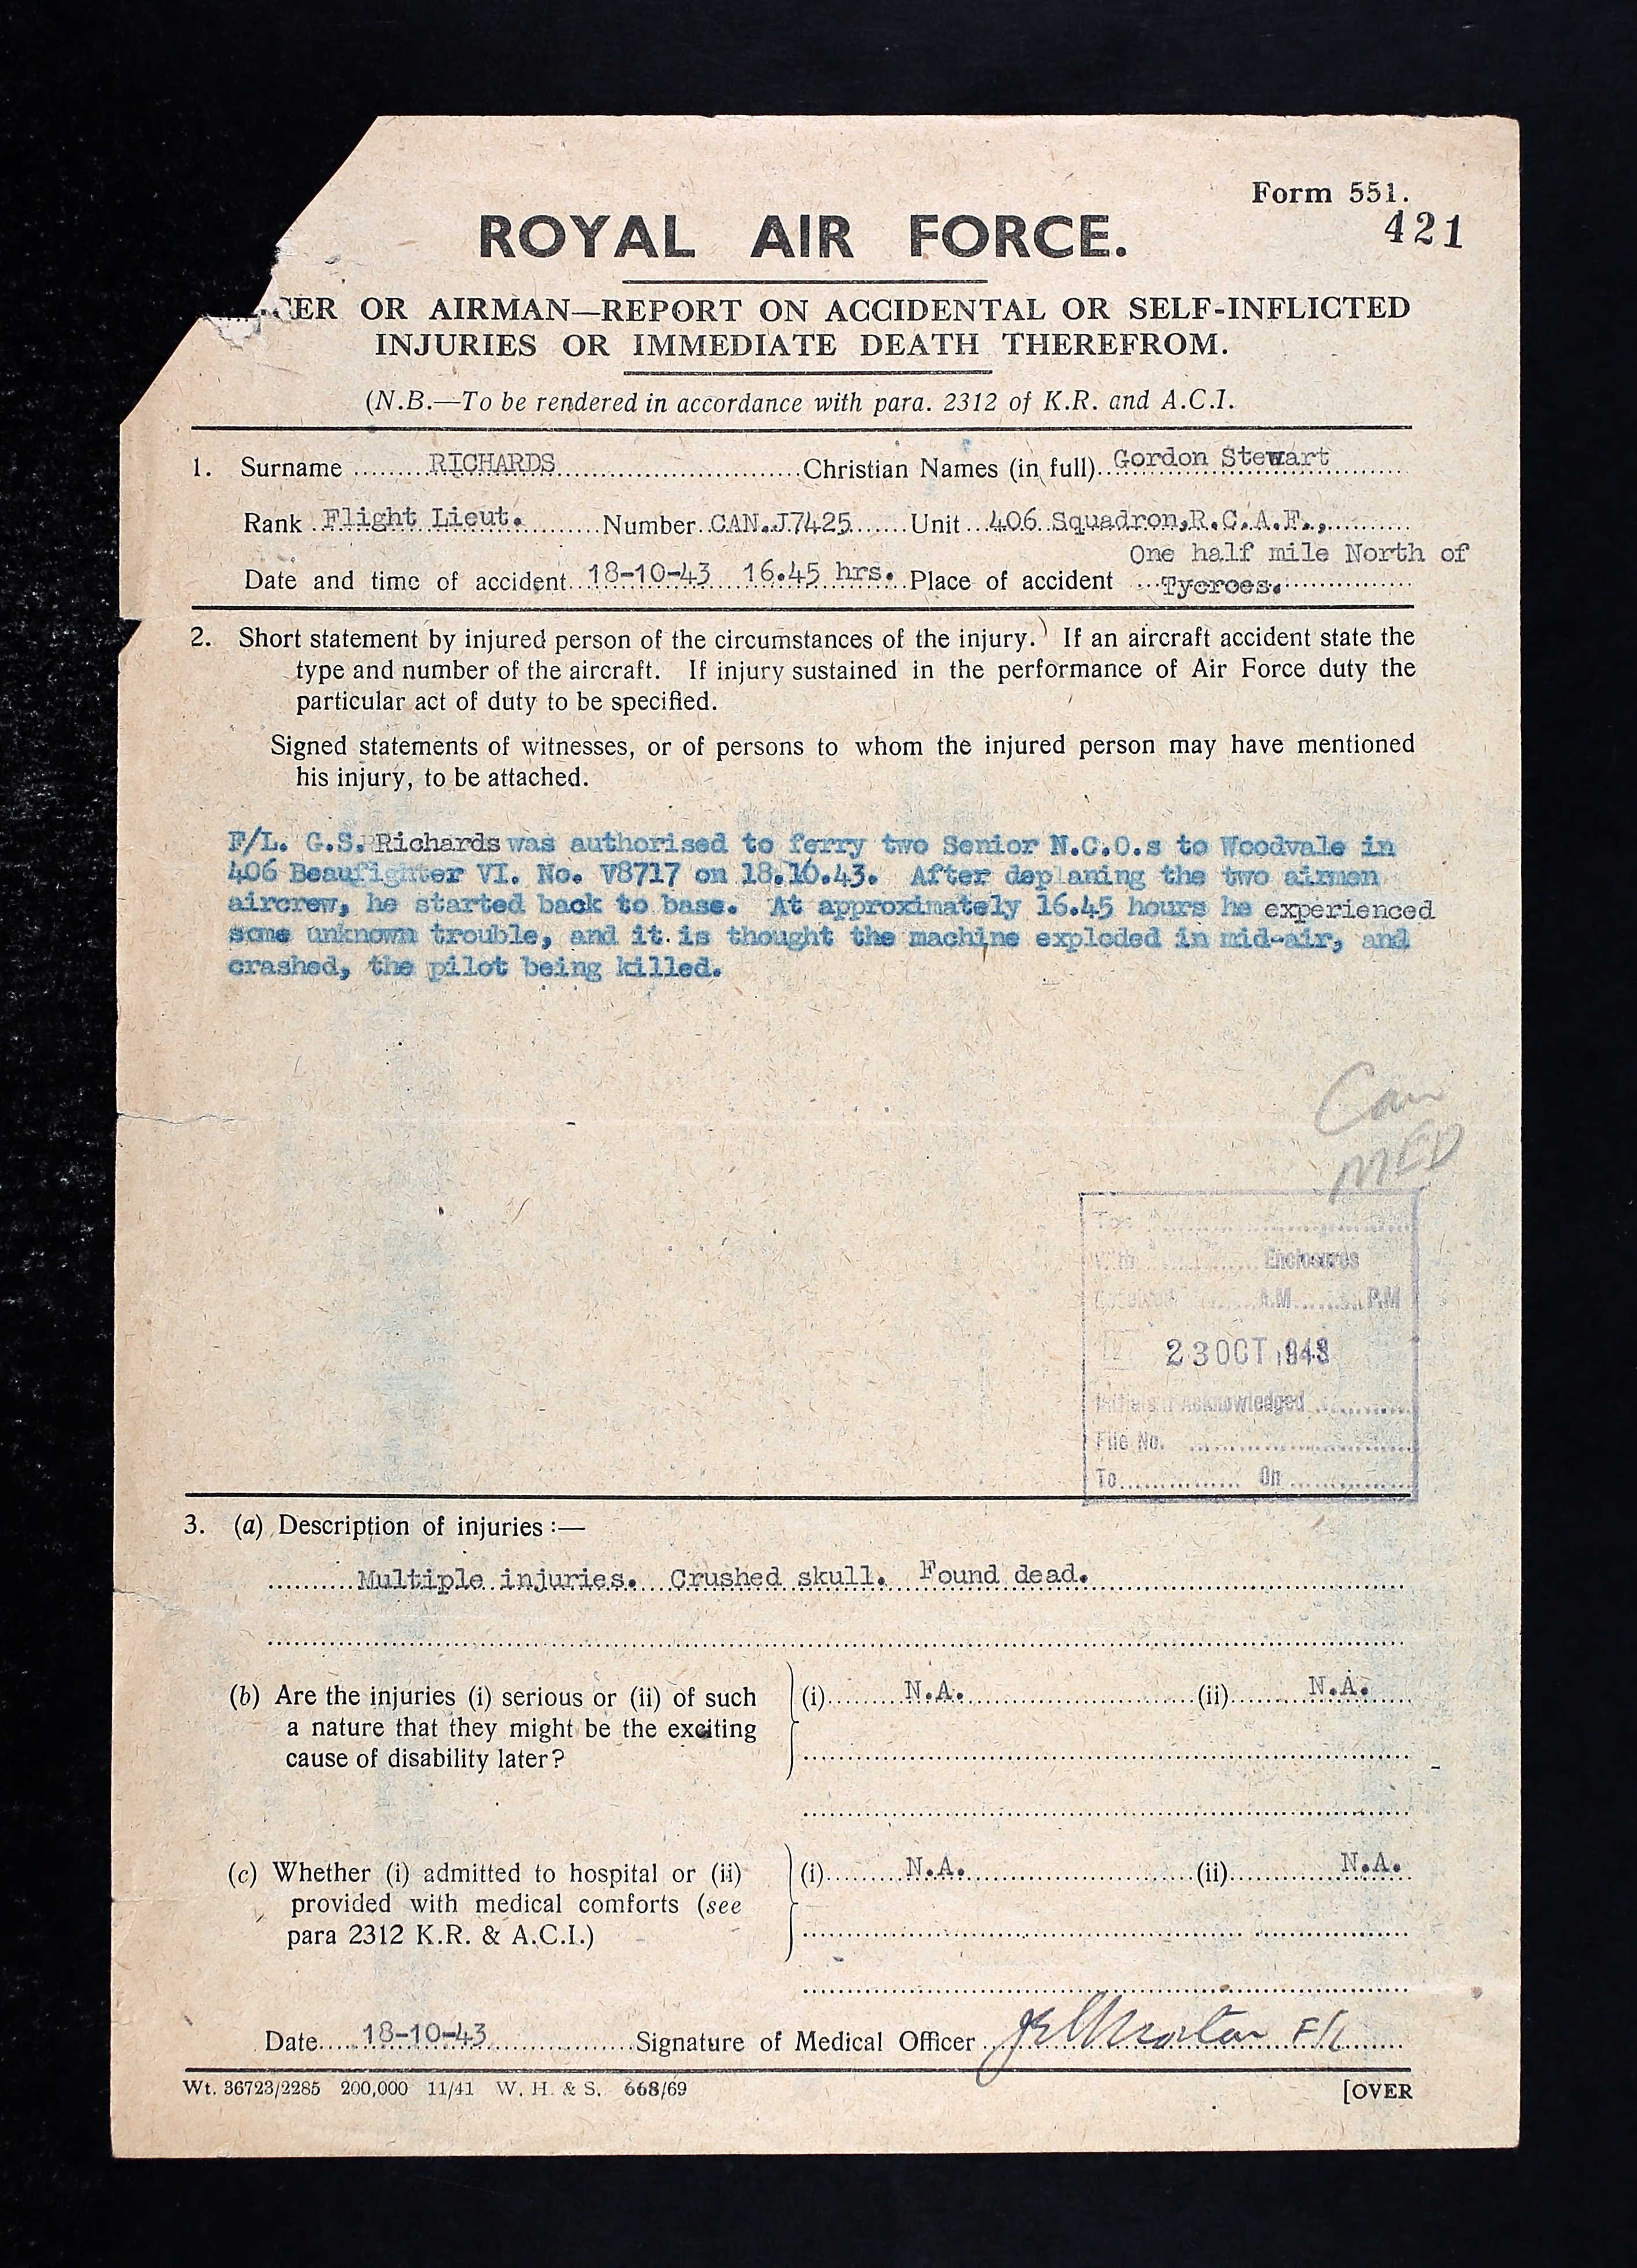 Form 551.
421
ROYAL AIR FORCE.
CER OR AIRMAN—REPORT ON ACCIDENTAL OR SELF-INFLICTED
INJURIES OR IMMEDIATE DEATH THEREFROM.
(N.B.—To be rendered in accordance with para. 2312 of K.R. and A.C.I.
1. Surname RICHARDS Christian Names (in full) Gordon Stewart
Rank Flight Lieut. Number CAN.J7425 Unit 406 Squadron,R.C.A.F.,
One half mile North of
Date and time of accident 18-10-43 16.45 hrs. Place of accident Tycroes.
2. Short statement by injured person of the circumstances of the injury. If an aircraft accident state the
type and number of the aircraft. If injury sustained in the performance of Air Force duty the
particular act of duty to be specified.
Signed statements of witnesses, or of persons to whom the injured person may have mentioned
his injury, to be attached.
F/L. G.S. Richards was authorised to ferry two Senior N.C.O.s to Woodvale in
406 Beaufighter VI. No. V8717 on 18.10.43. After deplaning the two airmen
aircrew, he started back to base. At approximately 16.45 hours he experienced
some unknown trouble, and it is thought the machine exploded in mid-air, and
crashed, the pilot being killed.
Can
MED
Enclosures
A.M. P.M
23 OCT 1943
Acknowledged
File No.
To On
3. (a) Description of injuries :—
Multiple injuries. Crushed skull. Found dead.
(b) Are the injuries (i) serious or (ii) of such (i) N.A. (ii) N.A.
a nature that they might be the exciting
cause of disability later?
(c) Whether (i) admitted to hospital or (ii) (i) N.A. (ii) N.A.
provided with medical comforts (see
para 2312 K.R. & A.C.I.)
Date 18-10-43 Signature of Medical Officer F/L
Wt. 36723/2285 200,000 11/41 W. H. & S. 668/69 [OVER